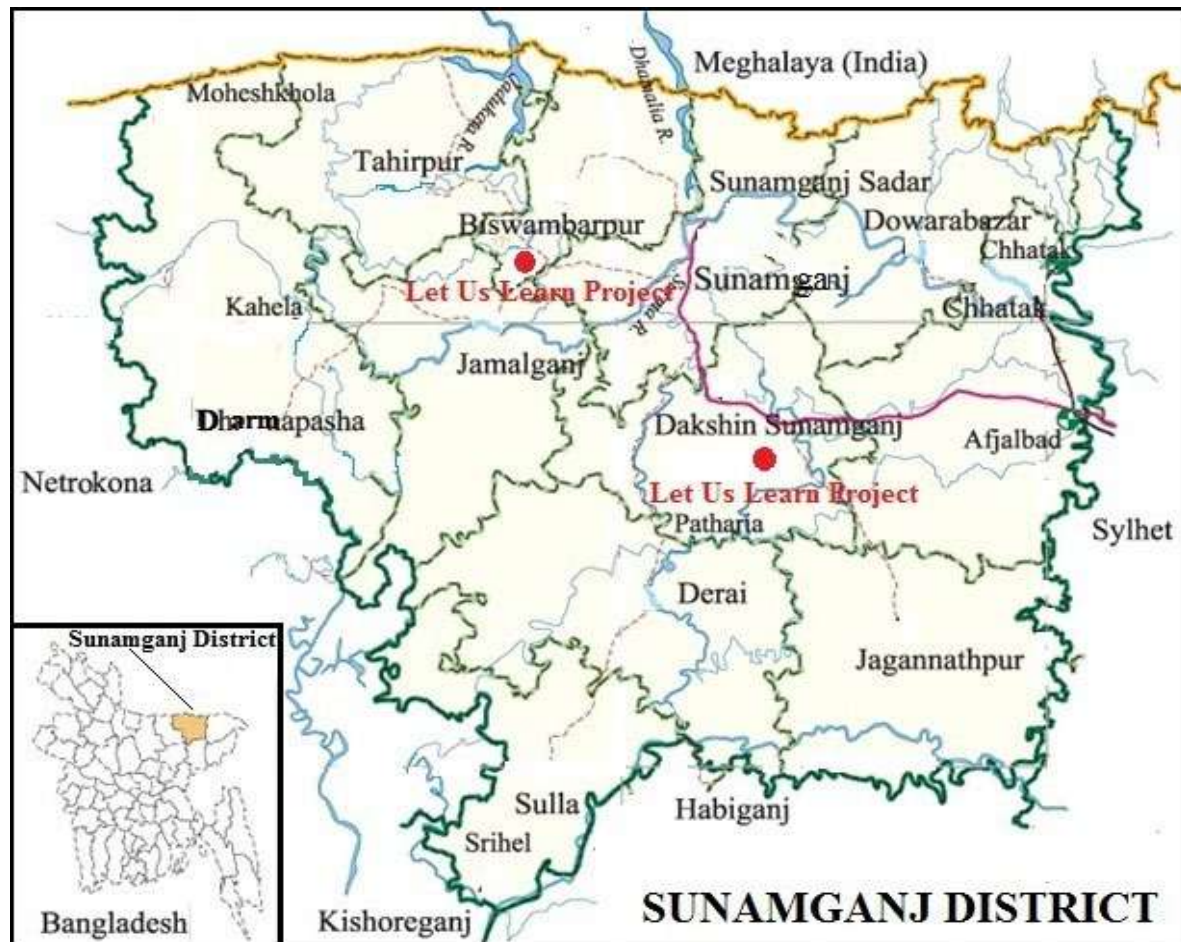 Meghalaya (India)
Moheshkhola
Jadukata R.
Dhamalia R.
Tahirpur
Sunamganj Sadar
Biswambarpur
Dowarabazar
Chhatak
Let Us Learn Project
Sunamganj
Kahela
Chhatak
Jamalganj
Dakshin Sunamganj
Afjalbad
Netrokona
Let Us Learn Project
Patharia
Sylhet
Derai
Jagannathpur
Sunamganj District
Sulla
Habiganj
Srihel
Bangladesh
Kishoreganj
SUNAMGANJ DISTRICT